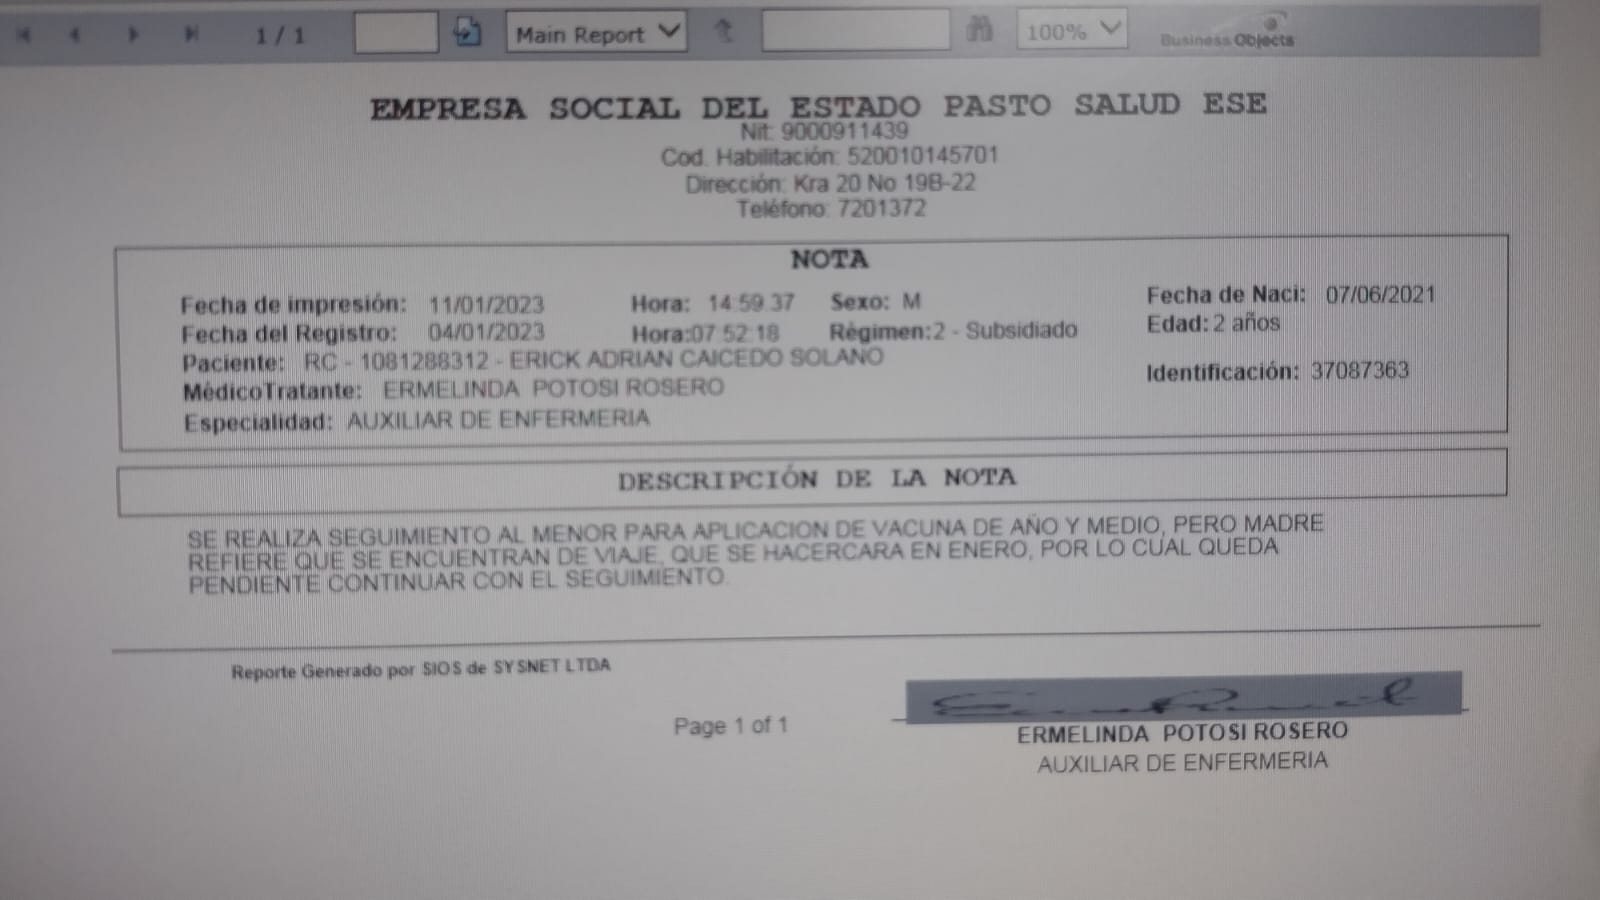 1 / 1 Main Report 100% Business Objects
EMPRESA SOCIAL DEL ESTADO PASTO SALUD ESE
Nit: 9000911439
Cod. Habilitación: 520010145701
Dirección: Kra 20 No 19B-22
Teléfono: 7201372
NOTA
Fecha de impresión: 11/01/2023 Hora: 14:59:37 Sexo: M Fecha de Naci: 07/06/2021
Fecha del Registro: 04/01/2023 Hora:07:52:18 Règimen:2 - Subsidiado Edad:2 años
Paciente: RC - 1081288312 - ERICK ADRIAN CAICEDO SOLANO
MédicoTratante: ERMELINDA POTOSI ROSERO Identificación: 37087363
Especialidad: AUXILIAR DE ENFERMERIA
DESCRIPCIÓN DE LA NOTA
SE REALIZA SEGUIMIENTO AL MENOR PARA APLICACION DE VACUNA DE AÑO Y MEDIO, PERO MADRE
REFIERE QUE SE ENCUENTRAN DE VIAJE, QUE SE HACERCARA EN ENERO, POR LO CUAL QUEDA
PENDIENTE CONTINUAR CON EL SEGUIMIENTO.
Reporte Generado por SIOS de SYSNET LTDA
Page 1 of 1
ERMELINDA POTOSI ROSERO
AUXILIAR DE ENFERMERIA